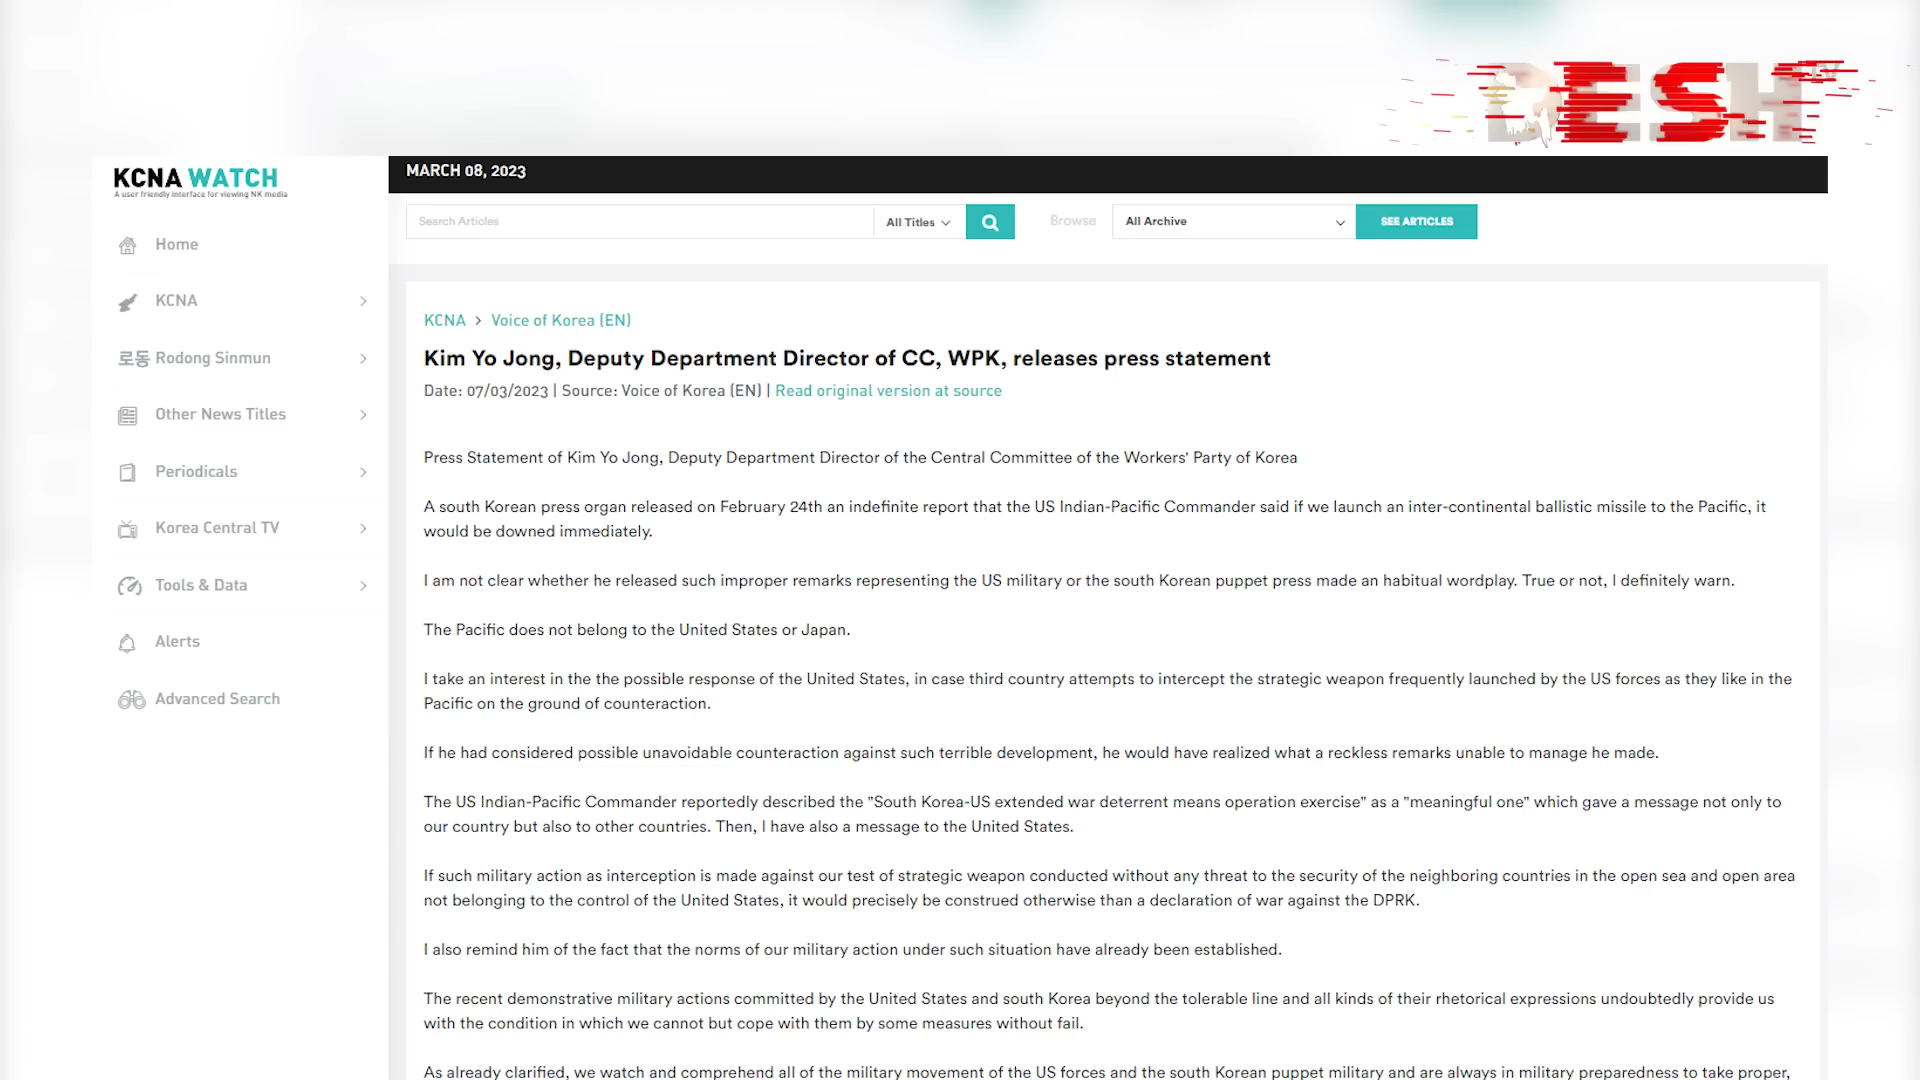 DESH
KCNA WATCH
A user friendly interface for viewing NK media
MARCH 08, 2023
Search Articles
All Titles
Browse
All Archive
SEE ARTICLES
Home
KCNA
로동 Rodong Sinmun
Other News Titles
Periodicals
Korea Central TV
Tools & Data
Alerts
Advanced Search
KCNA > Voice of Korea (EN)
Kim Yo Jong, Deputy Department Director of CC, WPK, releases press statement
Date: 07/03/2023 | Source: Voice of Korea (EN) | Read original version at source
Press Statement of Kim Yo Jong, Deputy Department Director of the Central Committee of the Workers' Party of Korea
A south Korean press organ released on February 24th an indefinite report that the US Indian-Pacific Commander said if we launch an inter-continental ballistic missile to the Pacific, it
would be downed immediately.
I am not clear whether he released such improper remarks representing the US military or the south Korean puppet press made an habitual wordplay. True or not, I definitely warn.
The Pacific does not belong to the United States or Japan.
I take an interest in the the possible response of the United States, in case third country attempts to intercept the strategic weapon frequently launched by the US forces as they like in the
Pacific on the ground of counteraction.
If he had considered possible unavoidable counteraction against such terrible development, he would have realized what a reckless remarks unable to manage he made.
The US Indian-Pacific Commander reportedly described the "South Korea-US extended war deterrent means operation exercise" as a "meaningful one" which gave a message not only to
our country but also to other countries. Then, I have also a message to the United States.
If such military action as interception is made against our test of strategic weapon conducted without any threat to the security of the neighboring countries in the open sea and open area
not belonging to the control of the United States, it would precisely be construed otherwise than a declaration of war against the DPRK.
I also remind him of the fact that the norms of our military action under such situation have already been established.
The recent demonstrative military actions committed by the United States and south Korea beyond the tolerable line and all kinds of their rhetorical expressions undoubtedly provide us
with the condition in which we cannot but cope with them by some measures without fail.
As already clarified, we watch and comprehend all of the military movement of the US forces and the south Korean puppet military and are always in military preparedness to take proper,